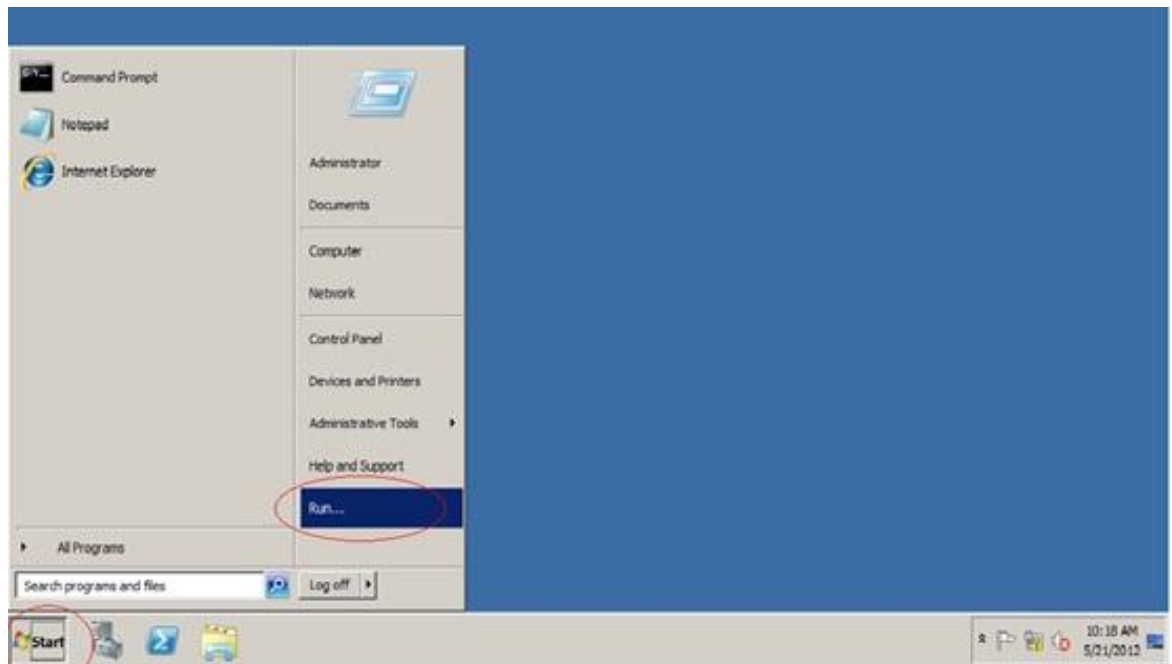 Command Prompt
Notepad
Internet Explorer
All Programs
Search programs and files
Administrator
Documents
Computer
Network
Control Panel
Devices and Printers
Administrative Tools
Help and Support
Run...
Log off
Start
10:18 AM
5/21/2012